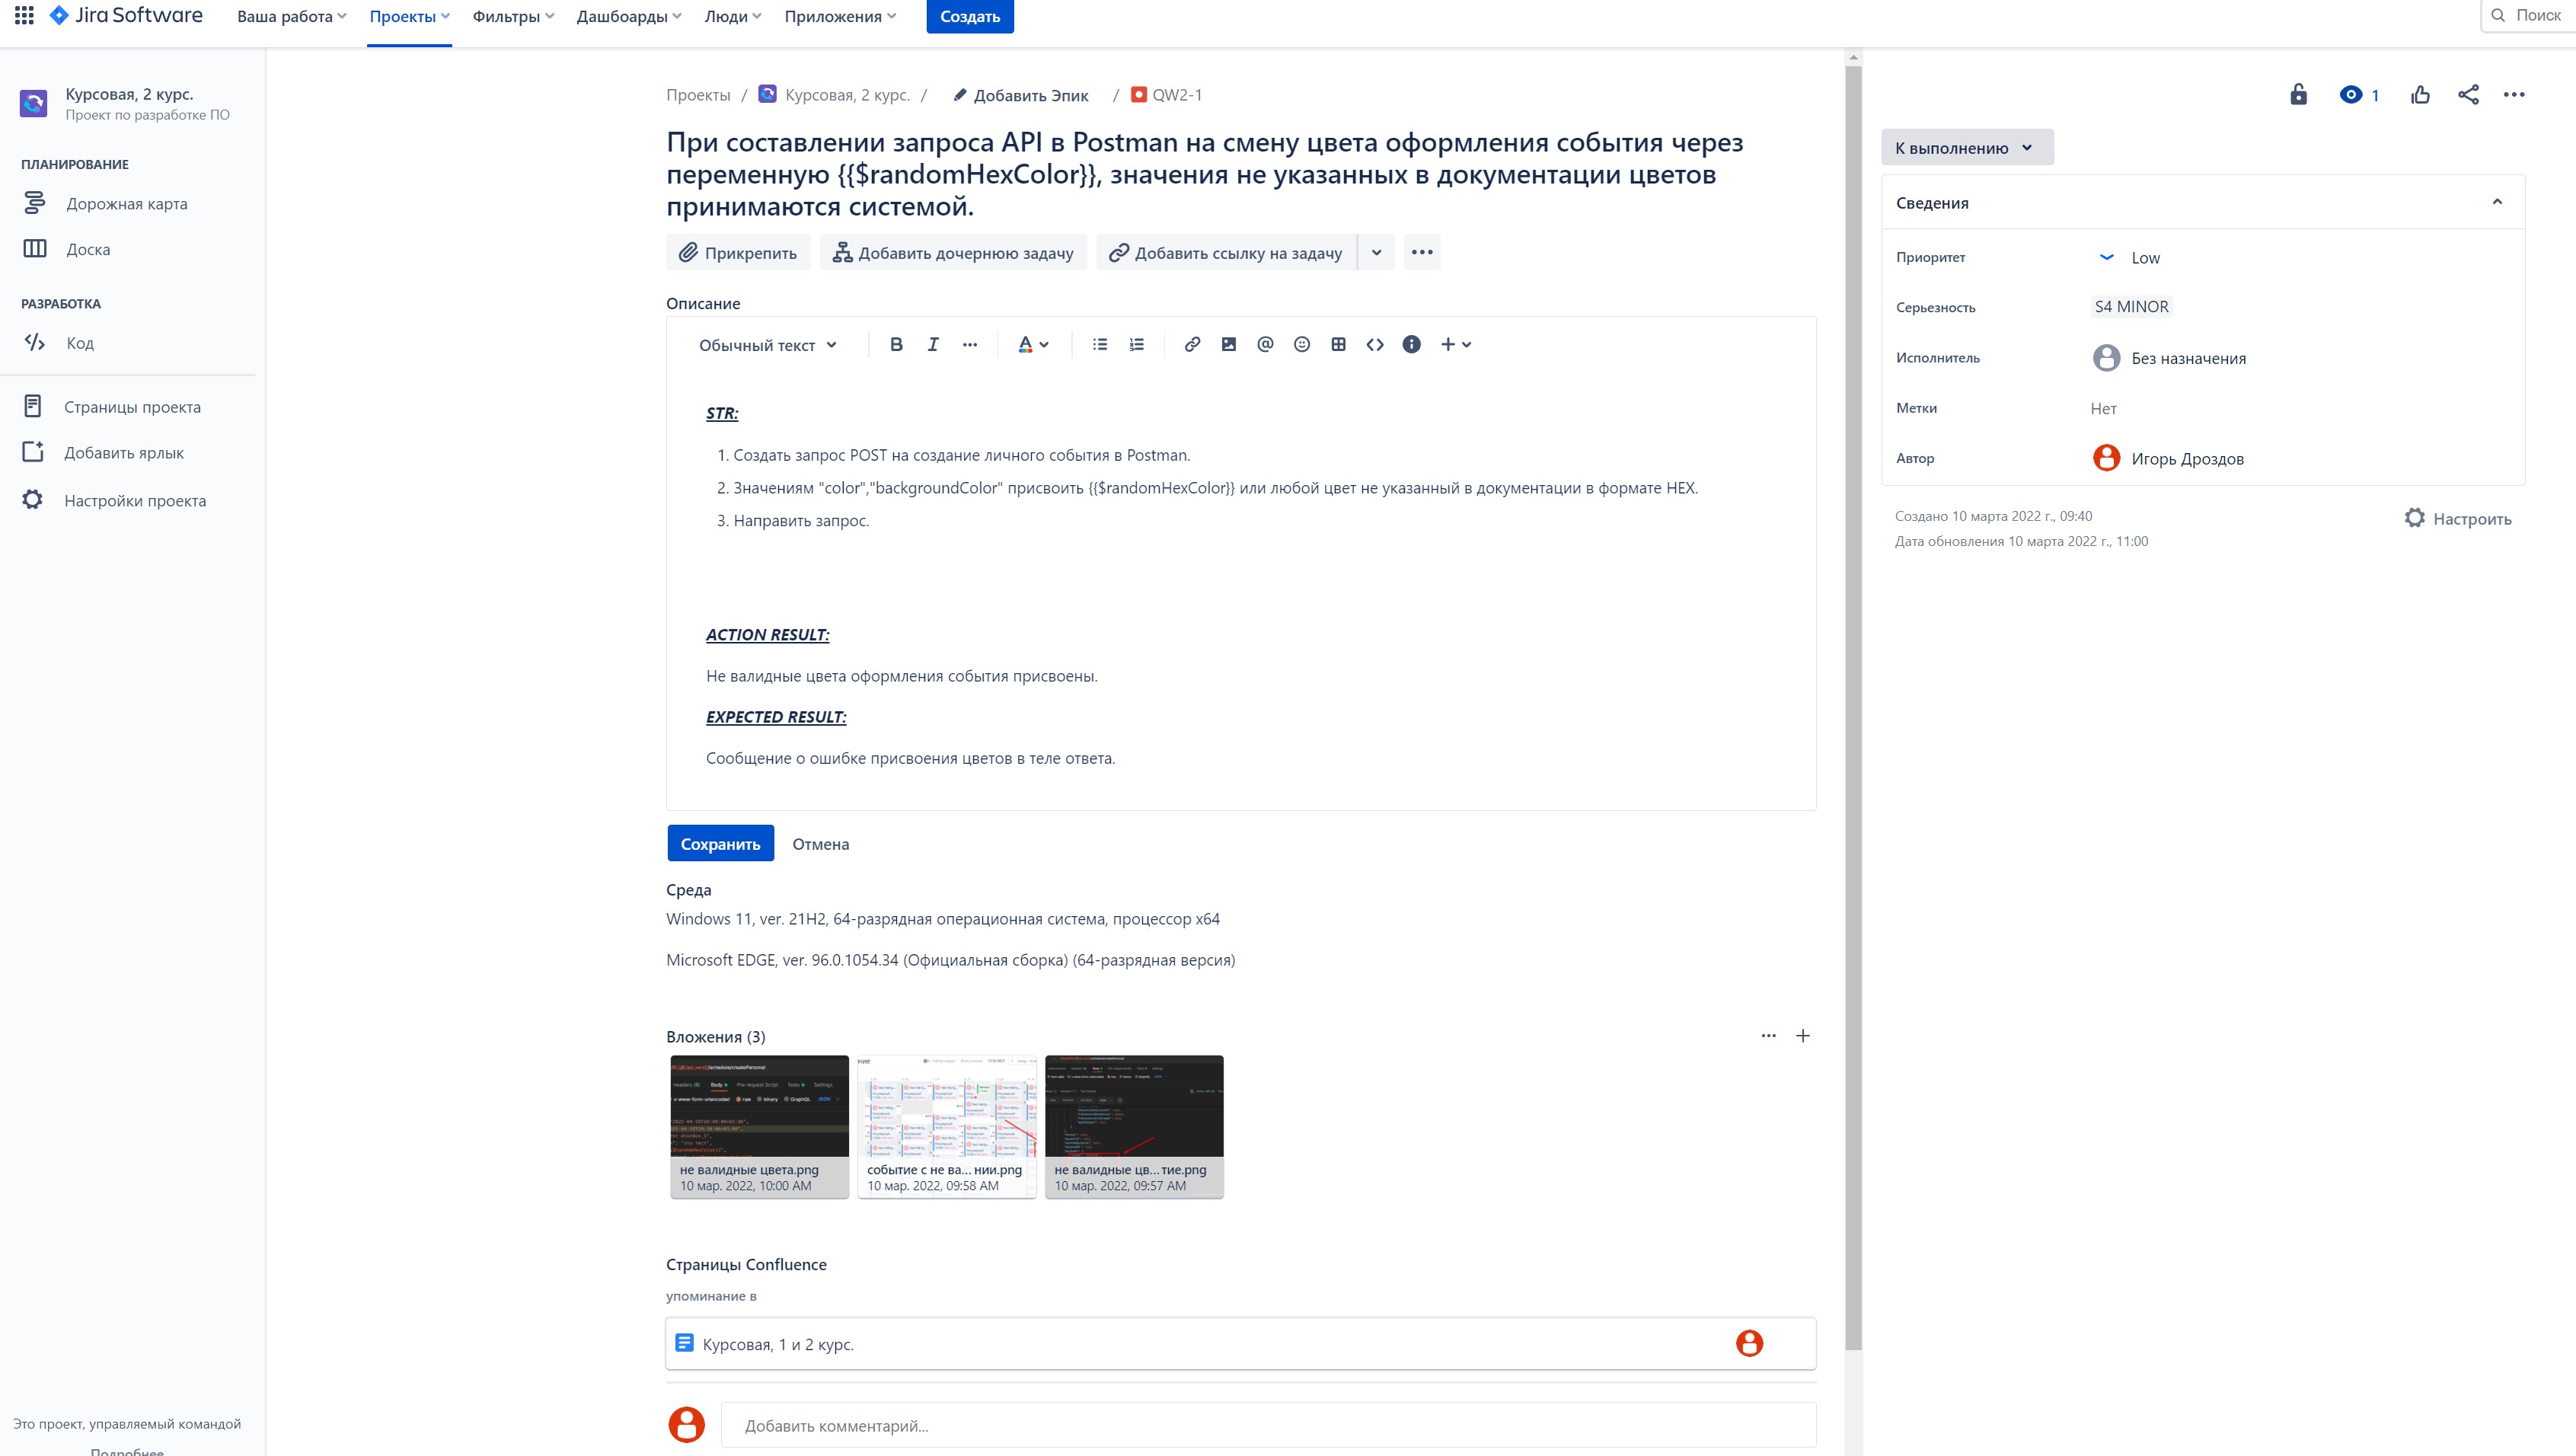 Jira Software
Ваша работа
Проекты
Фильтры
Дашбоарды
Люди
Приложения
Создать
Поиск
Курсовая, 2 курс.
Проект по разработке ПО
ПЛАНИРОВАНИЕ
Дорожная карта
Доска
РАЗРАБОТКА
Код
Страницы проекта
Добавить ярлык
Настройки проекта
Это проект, управляемый командой
Подробнее
Проекты / Курсовая, 2 курс. / Добавить Эпик / QW2-1
При составлении запроса API в Postman на смену цвета оформления события через
переменную {{$randomHexColor}}, значения не указанных в документации цветов
принимаются системой.
Прикрепить
Добавить дочернюю задачу
Добавить ссылку на задачу
Описание
Обычный текст
STR:
1. Создать запрос POST на создание личного события в Postman.
2. Значениям "color","backgroundColor" присвоить {{$randomHexColor}} или любой цвет не указанный в документации в формате HEX.
3. Направить запрос.
ACTION RESULT:
Не валидные цвета оформления события присвоены.
EXPECTED RESULT:
Сообщение о ошибке присвоения цветов в теле ответа.
Сохранить
Отмена
Среда
Windows 11, ver. 21H2, 64-разрядная операционная система, процессор x64
Microsoft EDGE, ver. 96.0.1054.34 (Официальная сборка) (64-разрядная версия)
Вложения (3)
не валидные цвета.png
10 мар. 2022, 10:00 AM
событие с не ва... нии.png
10 мар. 2022, 09:58 AM
не валидные цв... тие.png
10 мар. 2022, 09:57 AM
Страницы Confluence
упоминание в
Курсовая, 1 и 2 курс.
Добавить комментарий...
1
К выполнению
Сведения
Приоритет
Low
Серьезность
S4 MINOR
Исполнитель
Без назначения
Метки
Нет
Автор
Игорь Дроздов
Создано 10 марта 2022 г., 09:40
Дата обновления 10 марта 2022 г., 11:00
Настроить